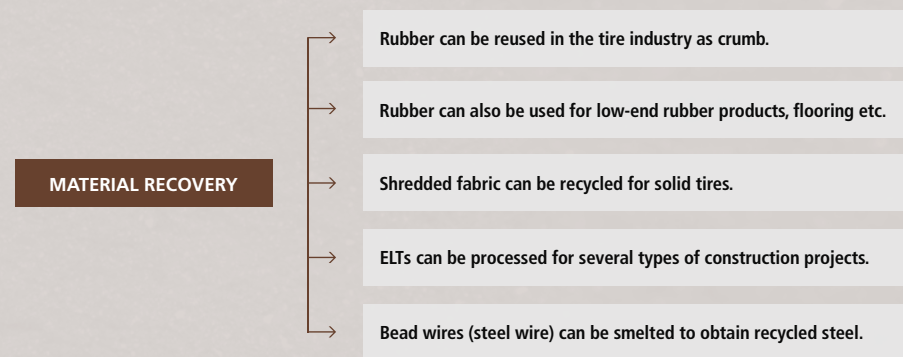 Rubber can be reused in the tire industry as crumb.
Rubber can also be used for low-end rubber products, flooring etc.
MATERIAL RECOVERY
Shredded fabric can be recycled for solid tires.
ELTs can be processed for several types of construction projects.
Bead wires (steel wire) can be smelted to obtain recycled steel.